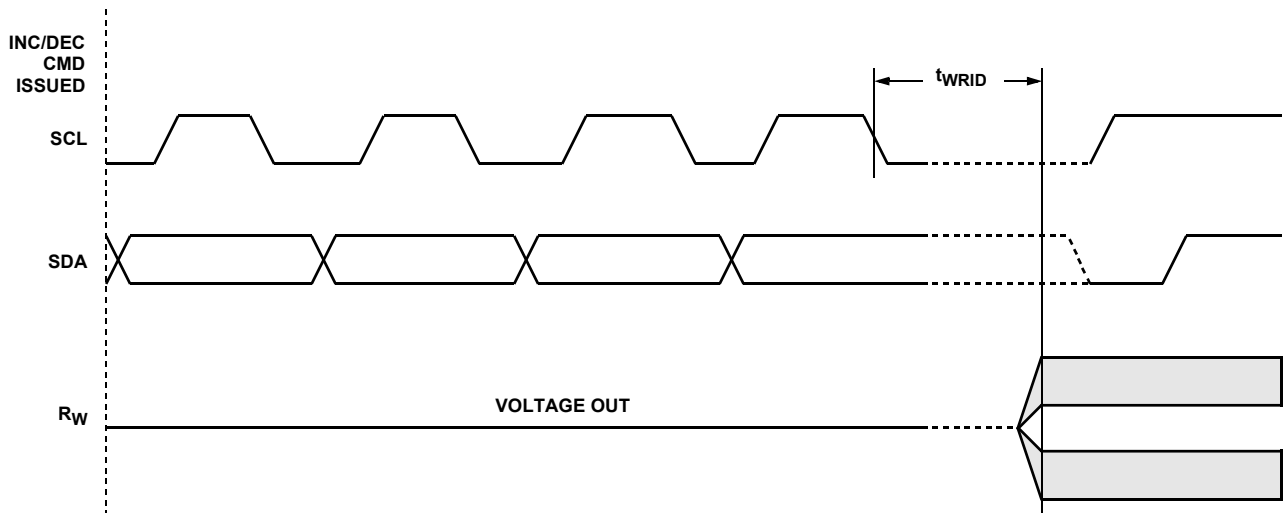 INC/DEC
CMD
ISSUED
tWRID
SCL
SDA
VOLTAGE OUT
RW